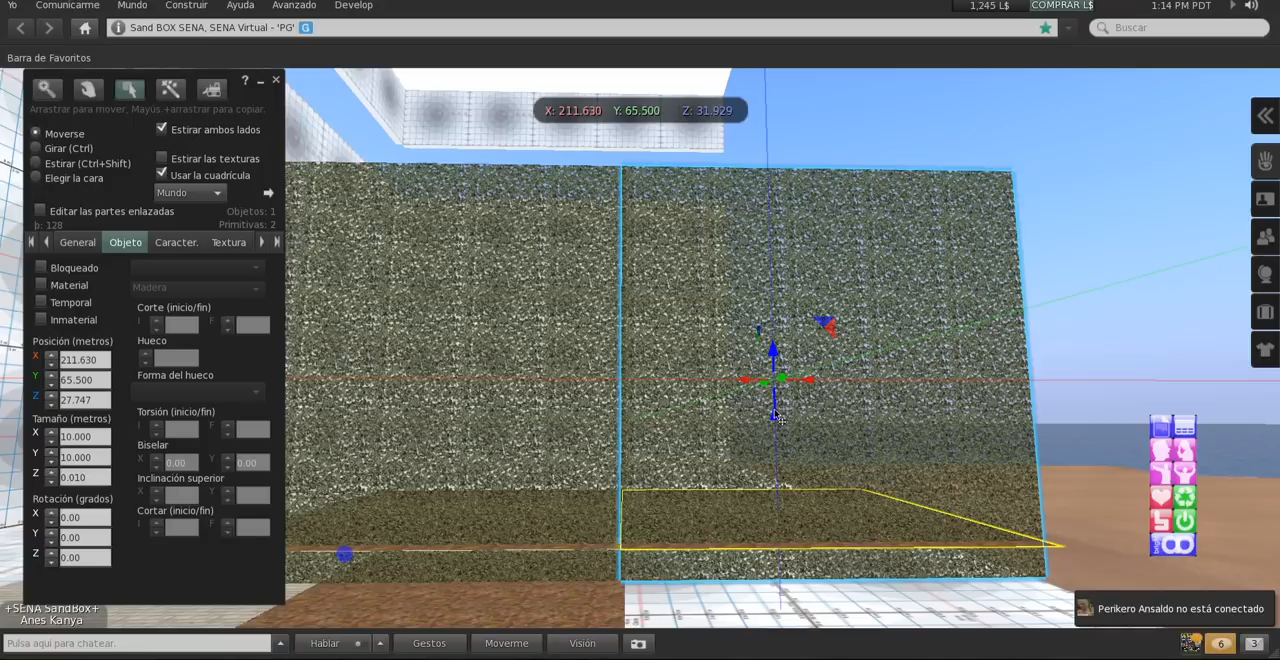 Yo Comunicarme Mundo Construir Ayuda Avanzado Develop 1,245 L$ COMPRAR L$ 1:14 PM PDT
Sand BOX SENA, SENA Virtual - 'PG' G Buscar
Barra de Favoritos
?
Arrastrar para mover, Mayús.+arrastrar para copiar.
X: 211.630 Y: 65.500 Z: 31.929
Moverse
Girar (Ctrl)
Estirar (Ctrl+Shift)
Elegir la cara
Estirar ambos lados
Estirar las texturas
Usar la cuadrícula
Mundo
Editar las partes enlazadas
Objetos: 1
þ: 128
Primitivas: 2
General Objeto Caracter. Textura
Bloqueado
Material
Temporal
Inmaterial
Posición (metros)
X 211.630
Y 65.500
Z 27.747
Tamaño (metros)
X 10.000
Y 10.000
Z 0.010
Rotación (grados)
X 0.00
Y 0.00
Z 0.00
Madera
Corte (inicio/fin)
I F
Hueco
Forma del hueco
Torsión (inicio/fin)
I F
Biselar
X 0.00 Y 0.00
Inclinación superior
X Y
Cortar (inicio/fin)
I F
+SENA SandBox+
Anes Kanya
Perikero Ansaldo no está conectado
Pulsa aquí para chatear. Hablar Gestos Moverme Visión 6 3